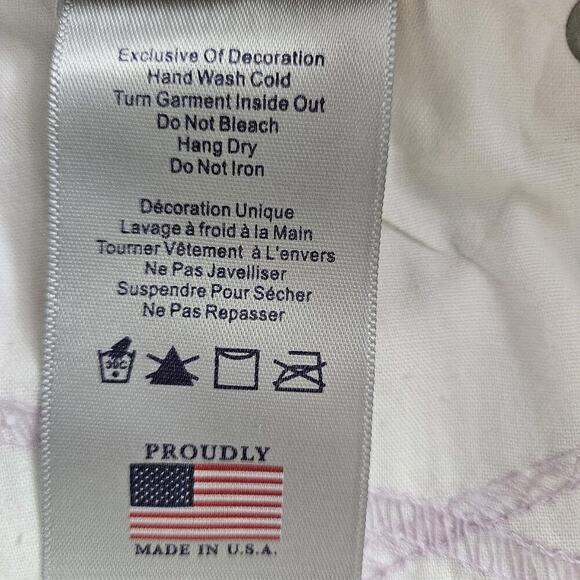 Exclusive Of Decoration
Hand Wash Cold
Turn Garment Inside Out
Do Not Bleach
Hang Dry
Do Not Iron
Décoration Unique
Lavage à froid à la Main
Tourner Vêtement à L'envers
Ne Pas Javelliser
Suspendre Pour Sécher
Ne Pas Repasser
30C
PROUDLY
MADE IN U.S.A.